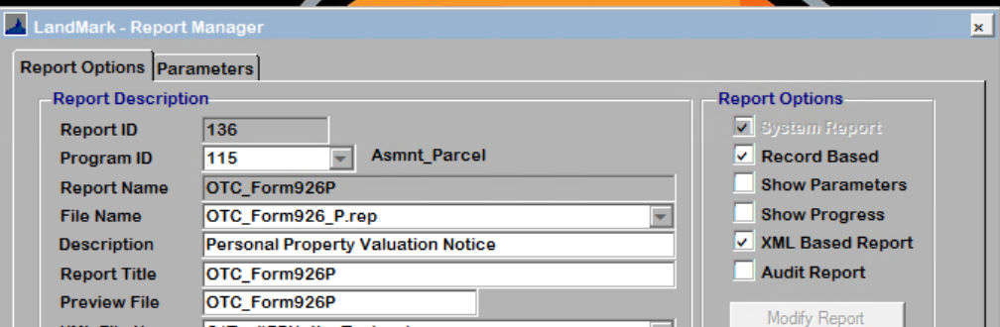 LandMark - Report Manager
Report Options Parameters
Report Description
Report ID 136
Program ID 115 Asmnt_Parcel
Report Name OTC_Form926P
File Name OTC_Form926_P.rep
Description Personal Property Valuation Notice
Report Title OTC_Form926P
Preview File OTC_Form926P
Report Options
System Report
Record Based
Show Parameters
Show Progress
XML Based Report
Audit Report
Modify Report